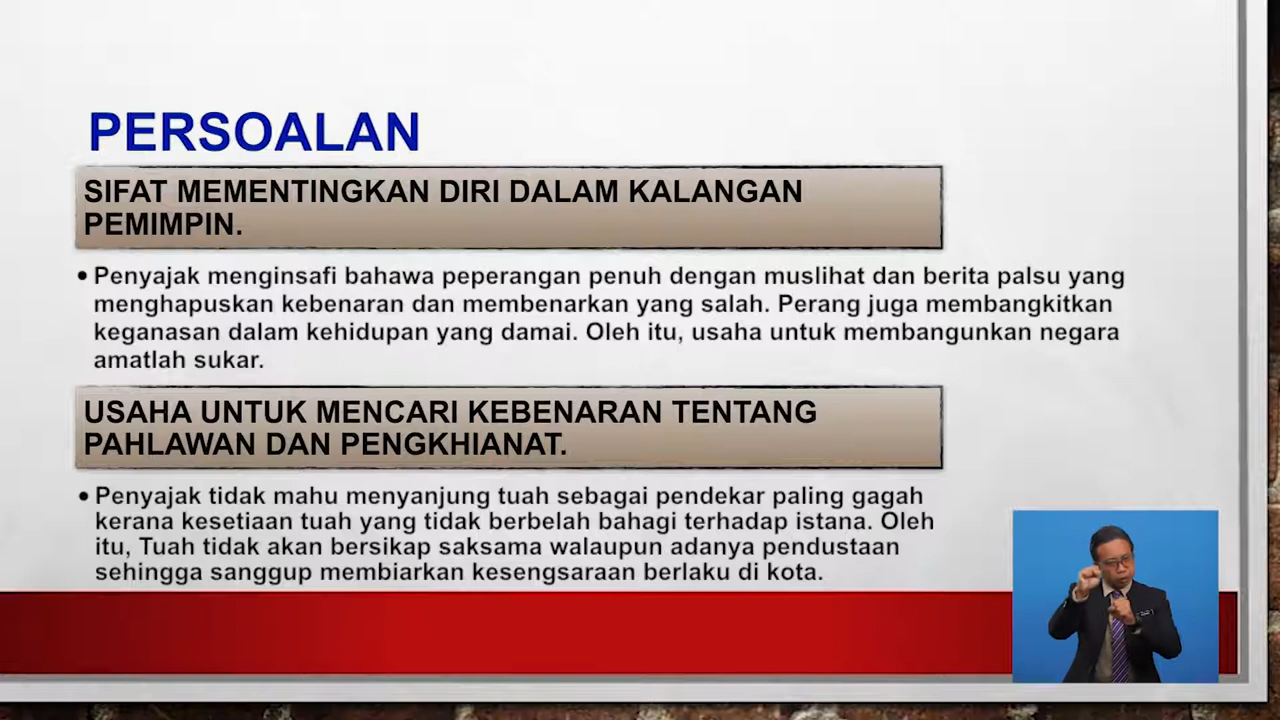 PERSOALAN
SIFAT MEMENTINGKAN DIRI DALAM KALANGAN
PEMIMPIN.
• Penyajak menginsafi bahawa peperangan penuh dengan muslihat dan berita palsu yang
menghapuskan kebenaran dan membenarkan yang salah. Perang juga membangkitkan
keganasan dalam kehidupan yang damai. Oleh itu, usaha untuk membangunkan negara
amatlah sukar.
USAHA UNTUK MENCARI KEBENARAN TENTANG
PAHLAWAN DAN PENGKHIANAT.
• Penyajak tidak mahu menyanjung tuah sebagai pendekar paling gagah
kerana kesetiaan tuah yang tidak berbelah bahagi terhadap istana. Oleh
itu, Tuah tidak akan bersikap saksama walaupun adanya pendustaan
sehingga sanggup membiarkan kesengsaraan berlaku di kota.